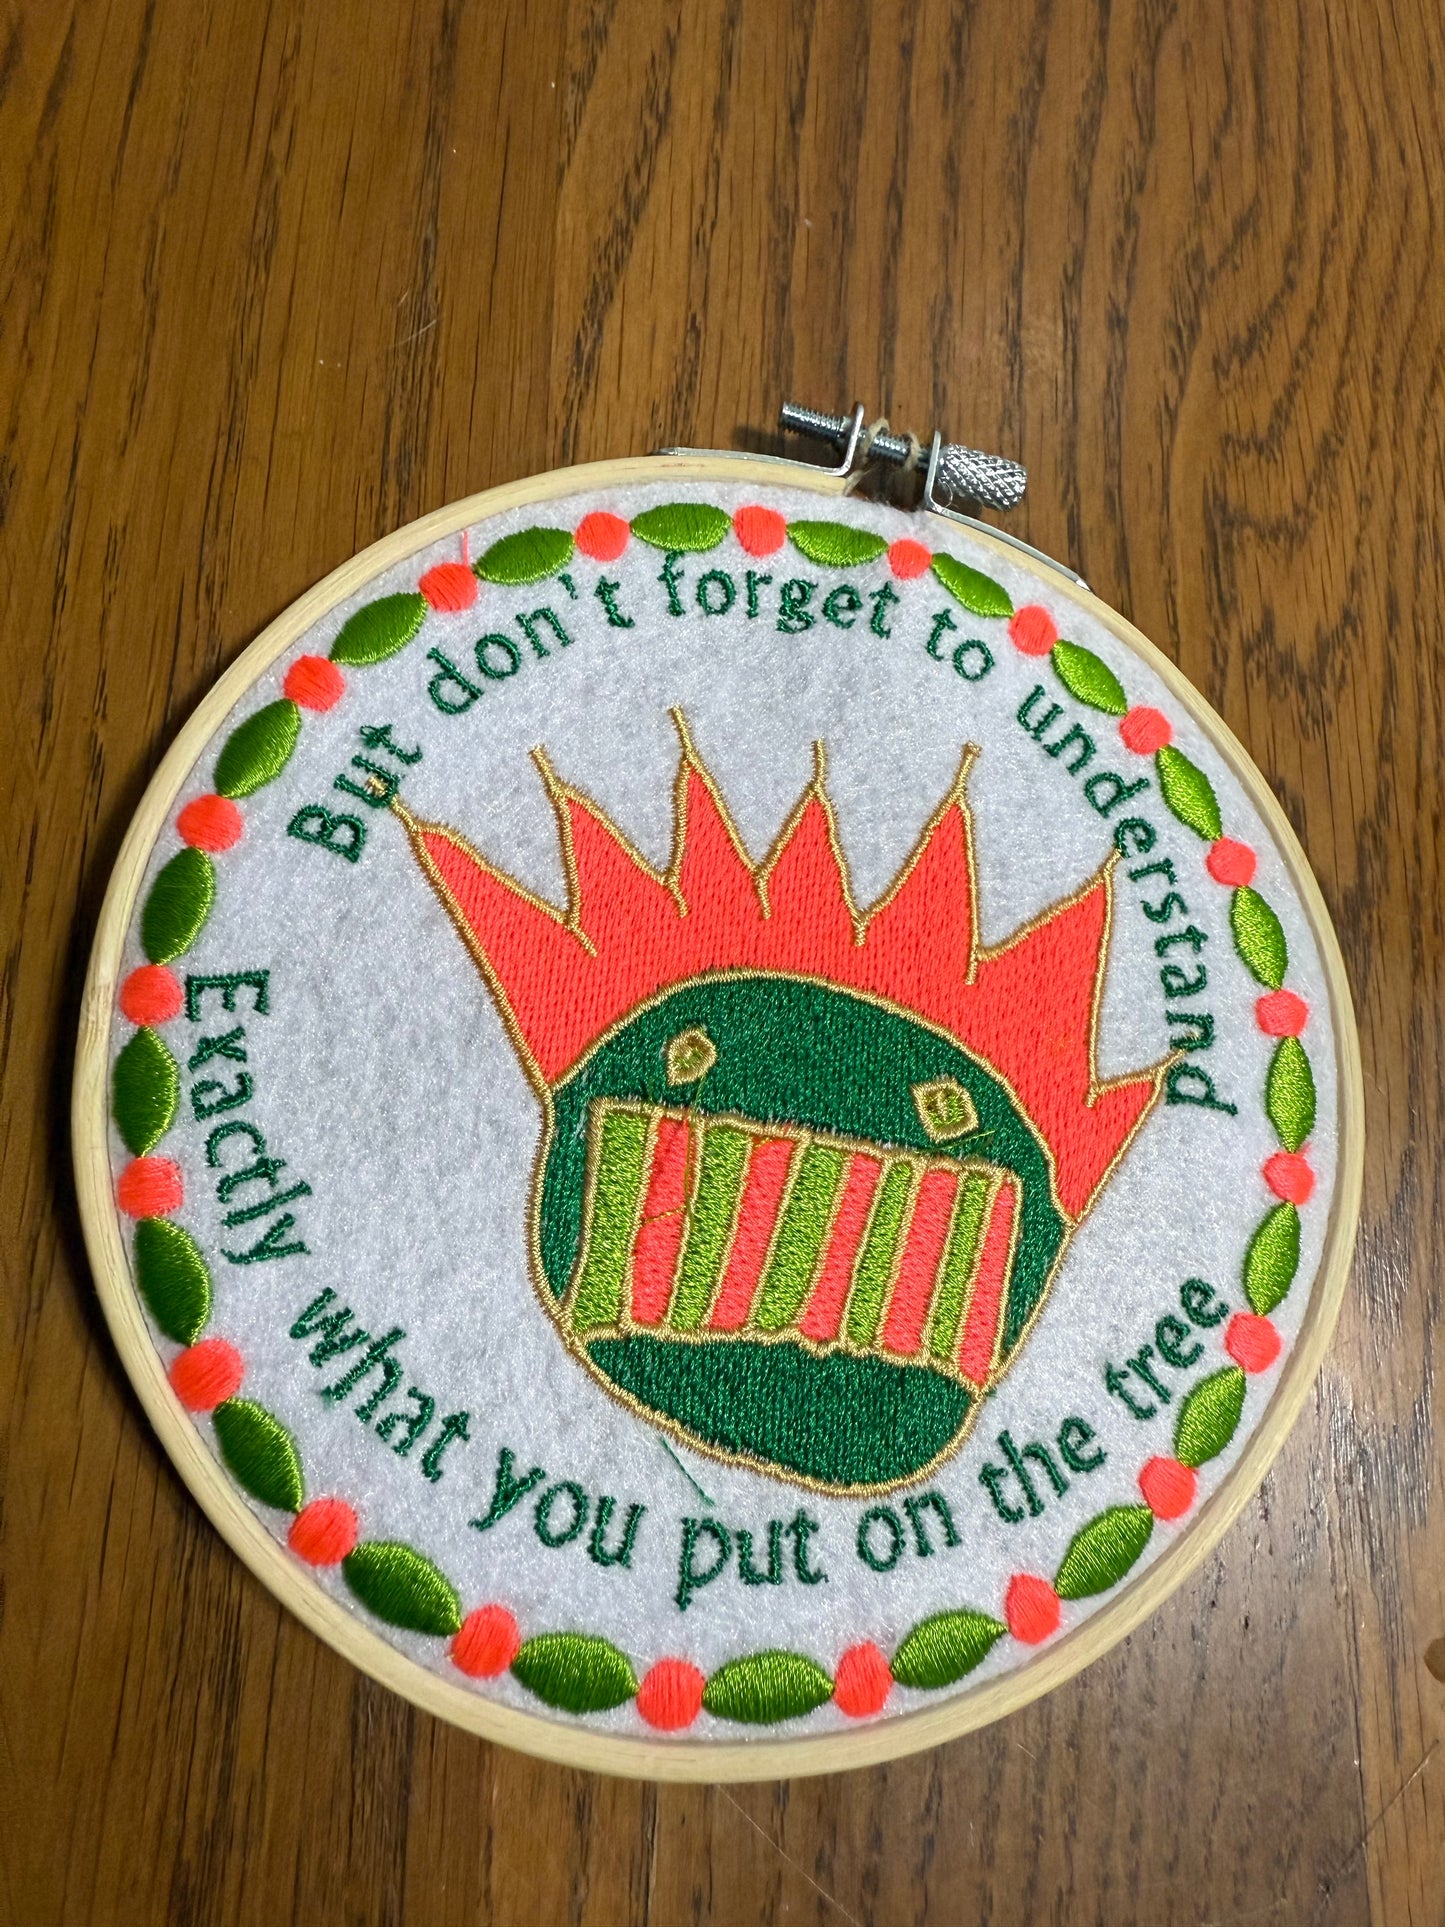 But don't forget to understand
Exactly what you put on the tree